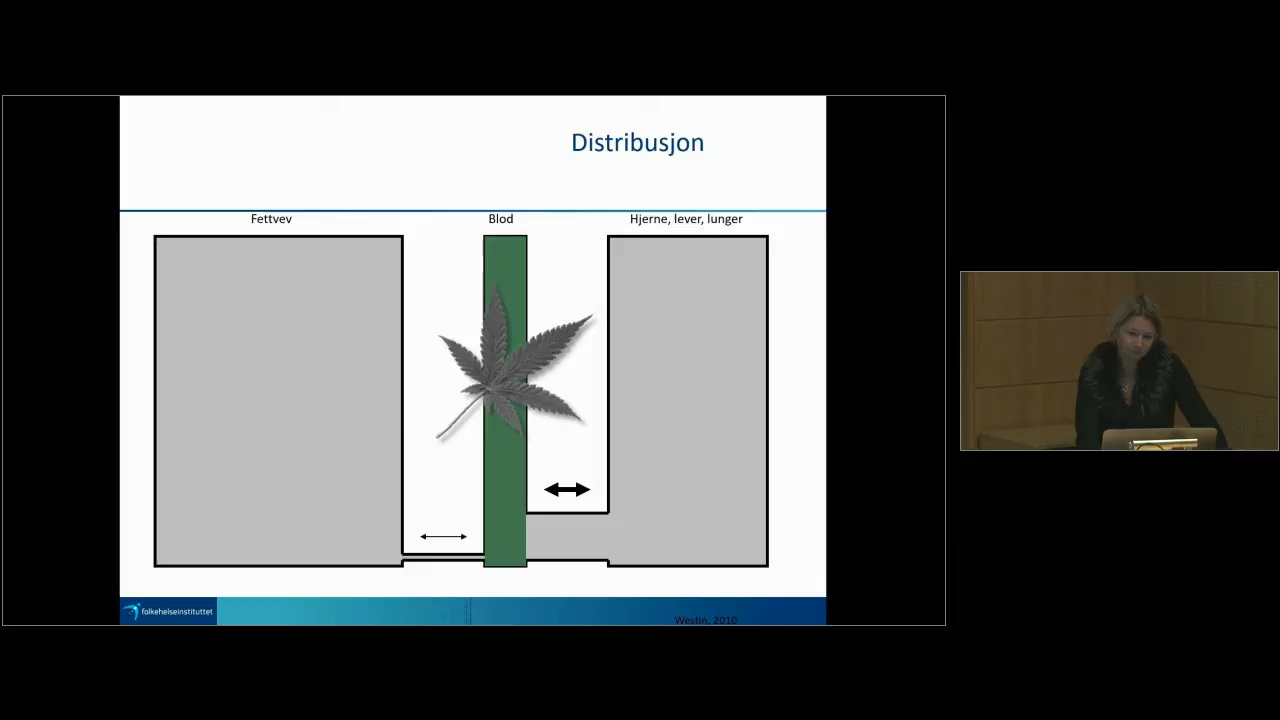 Distribusjon
Fettvev
Blod
Hjerne, lever, lunger
folkehelseinstituttet
Westin, 2010